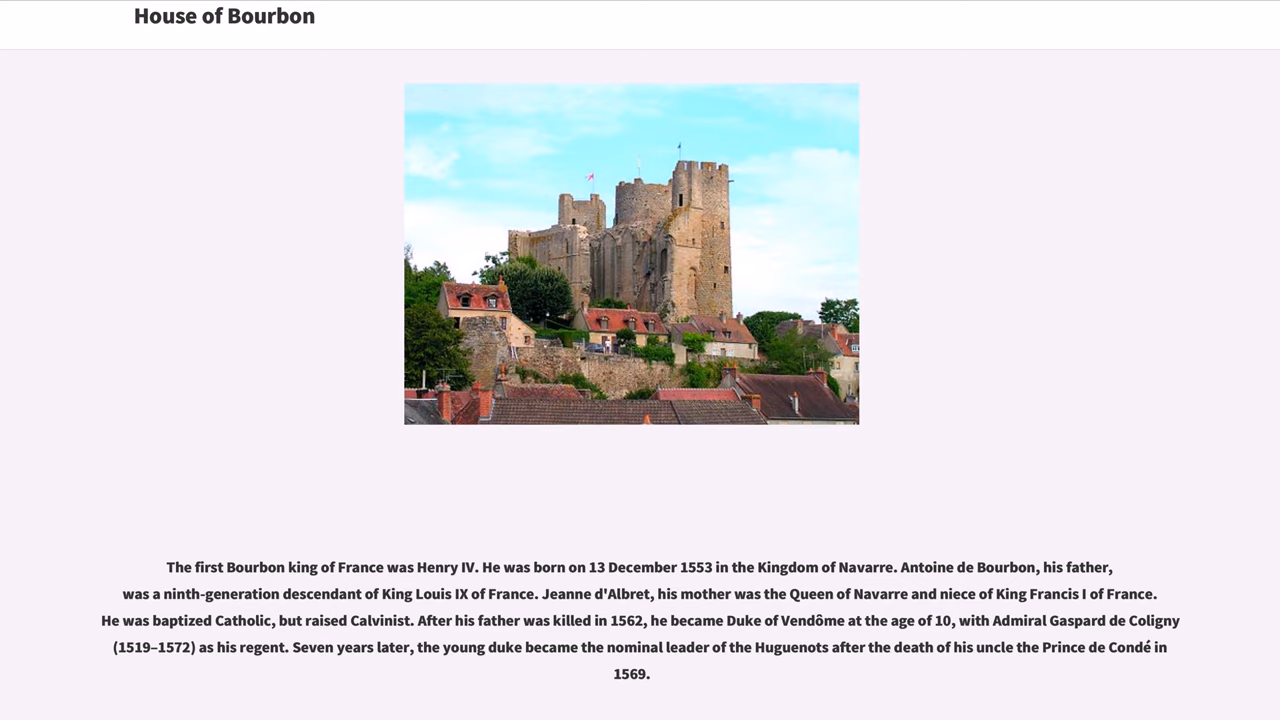 House of Bourbon
The first Bourbon king of France was Henry IV. He was born on 13 December 1553 in the Kingdom of Navarre. Antoine de Bourbon, his father,
was a ninth-generation descendant of King Louis IX of France. Jeanne d'Albret, his mother was the Queen of Navarre and niece of King Francis I of France.
He was baptized Catholic, but raised Calvinist. After his father was killed in 1562, he became Duke of Vendôme at the age of 10, with Admiral Gaspard de Coligny
(1519–1572) as his regent. Seven years later, the young duke became the nominal leader of the Huguenots after the death of his uncle the Prince de Condé in
1569.